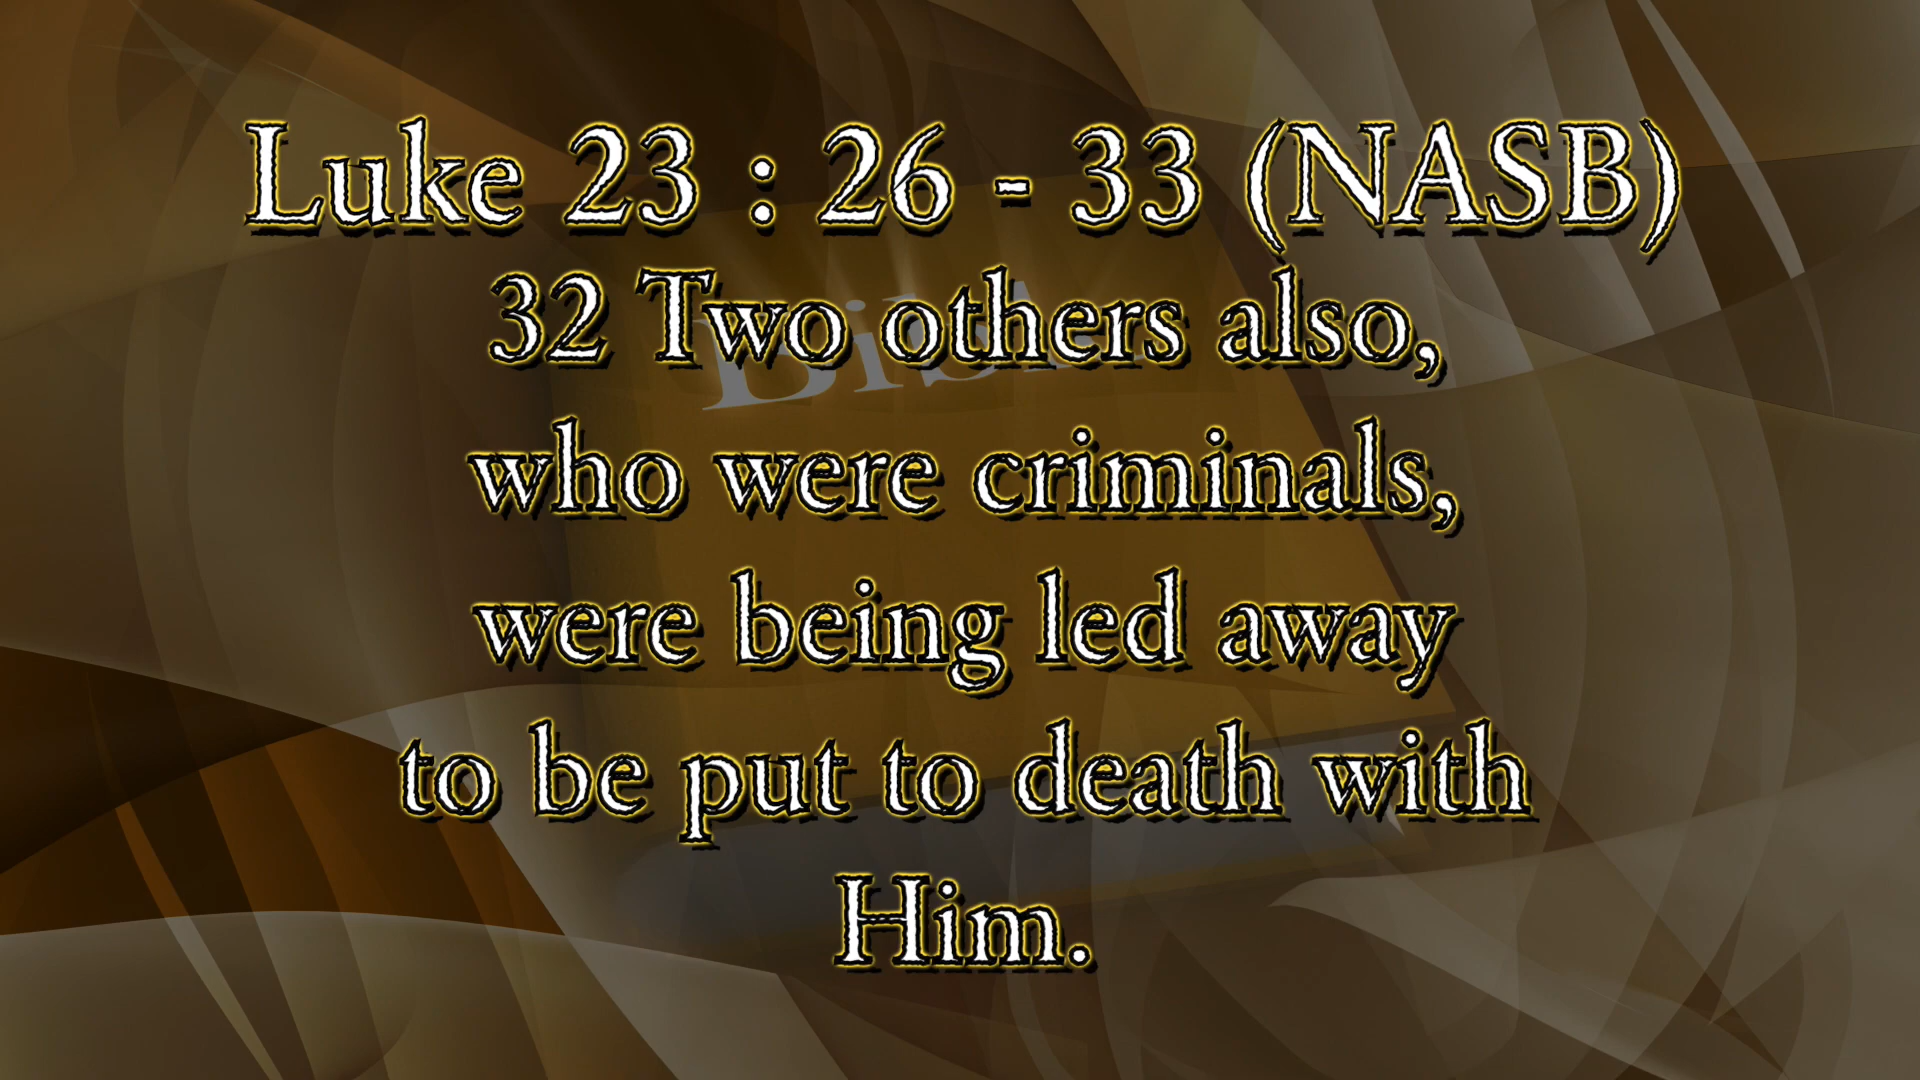 Luke 23 : 26 - 33 (NASB)
32 Two others also,
who were criminals,
were being led away
to be put to death with
Him.